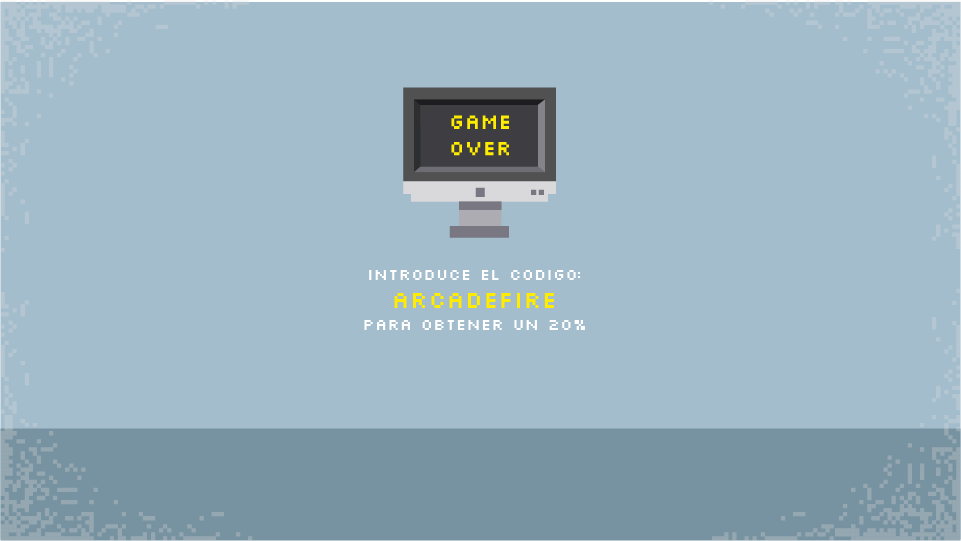 GAME
OVER
INTRODUCE EL CODIGO:
ARCADEFIRE
PARA OBTENER UN 20%